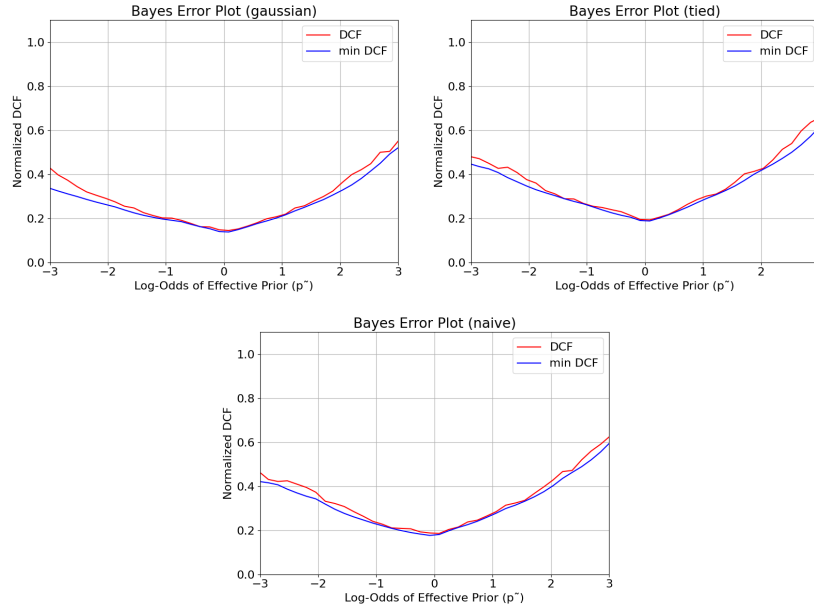 Bayes Error Plot (gaussian)
1.0
0.8
0.6
0.4
0.2
0.0
Normalized DCF
DCF
min DCF
−3 −2 −1 0 1 2 3
Log-Odds of Effective Prior (p˜)
Bayes Error Plot (tied)
1.0
0.8
0.6
0.4
0.2
0.0
Normalized DCF
DCF
min DCF
−3 −2 −1 0 1 2
Log-Odds of Effective Prior (p˜)
Bayes Error Plot (naive)
1.0
0.8
0.6
0.4
0.2
0.0
Normalized DCF
DCF
min DCF
−3 −2 −1 0 1 2 3
Log-Odds of Effective Prior (p˜)